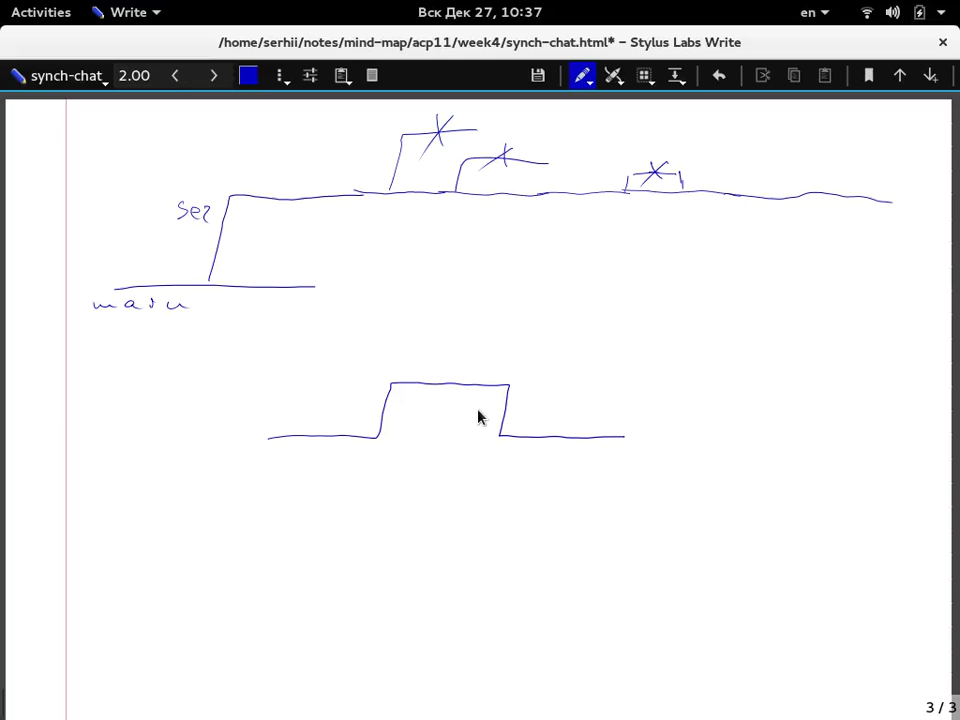 Activities Write Вск Дек 27, 10:37 en
/home/serhii/notes/mind-map/acp11/week4/synch-chat.html* – Stylus Labs Write
synch-chat 2.00
ser
main
3 / 3